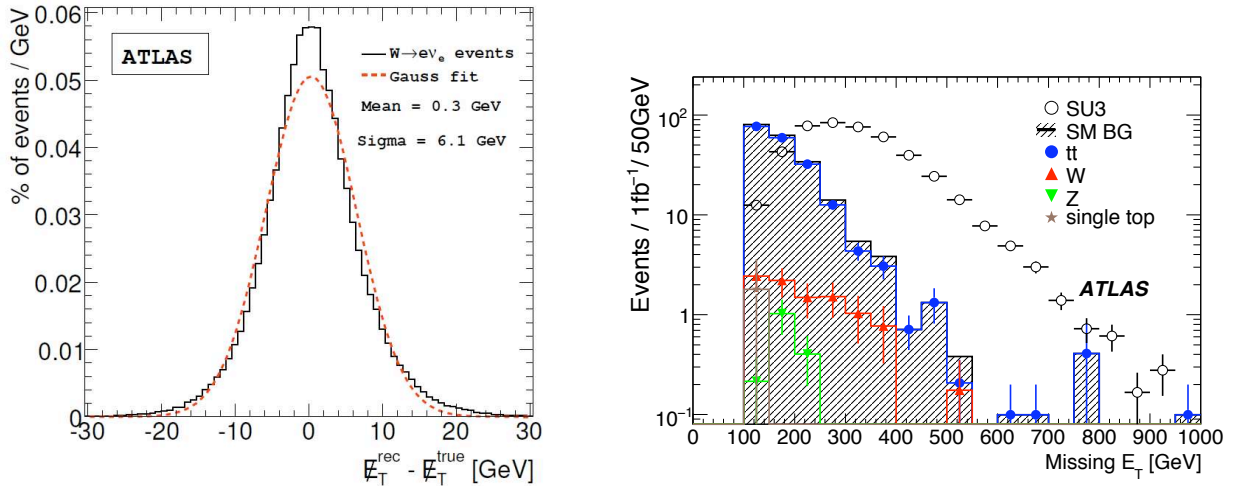 % of events / GeV
0.06
0.05
0.04
0.03
0.02
0.01
0
ATLAS
W→eνₑ events
Gauss fit
Mean = 0.3 GeV
Sigma = 6.1 GeV
-30 -20 -10 0 10 20 30
E̸_T^rec - E̸_T^true [GeV]
Events / 1fb⁻¹ / 50GeV
10²
10
1
10⁻¹
SU3
SM BG
tt
W
Z
single top
ATLAS
100 200 300 400 500 600 700 800 900 1000
Missing E_T [GeV]